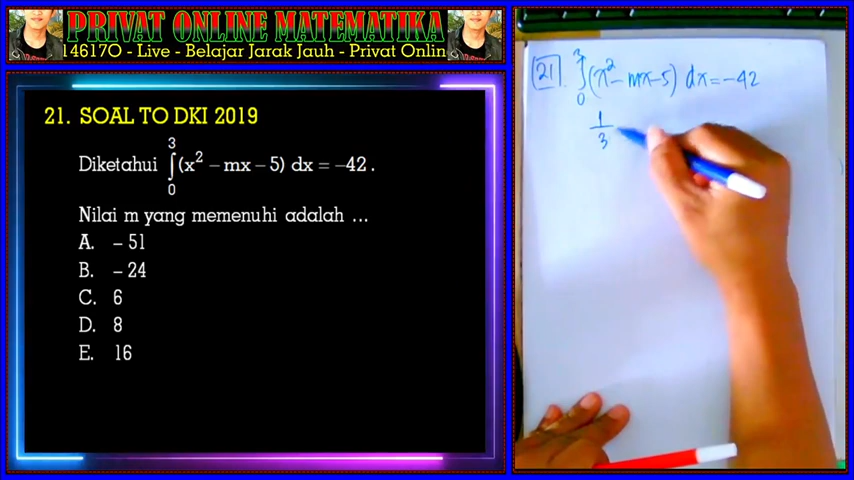 PRIVAT ONLINE MATEMATIKA
14617O - Live - Belajar Jarak Jauh - Privat Onlin
21. SOAL TO DKI 2019
Diketahui ∫₀³ (x² − mx − 5) dx = −42 .
Nilai m yang memenuhi adalah ...
A. − 51
B. − 24
C. 6
D. 8
E. 16
21. ∫₀³ (x² − mx − 5) dx = −42
1/3